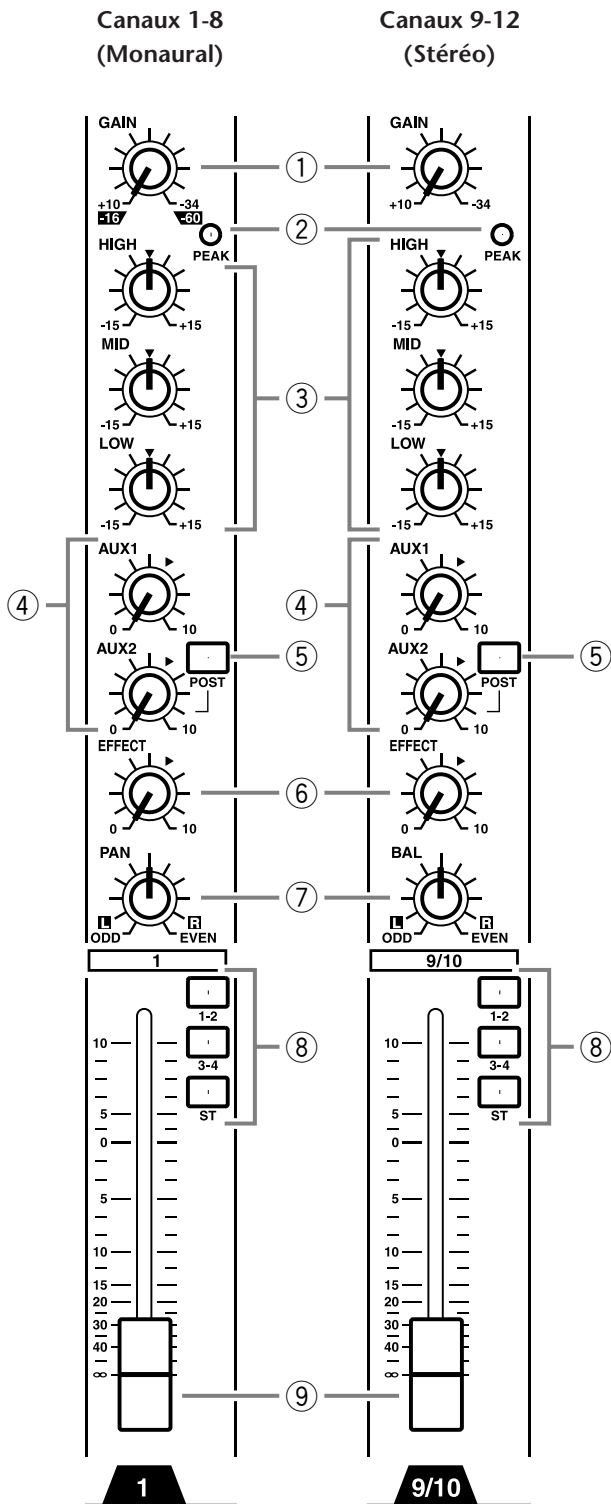 Canaux 1-8 Canaux 9-12
(Monaural) (Stéréo)
GAIN GAIN
①
+10 -34 +10 -34
-16 -60
②
PEAK PEAK
HIGH HIGH
-15 +15 -15 +15
MID MID
③
-15 +15 -15 +15
LOW LOW
-15 +15 -15 +15
AUX1 AUX1
④ ④
0 10 0 10
AUX2 AUX2
⑤ ⑤
POST POST
0 10 0 10
EFFECT EFFECT
⑥
0 10 0 10
PAN BAL
⑦
L R L R
ODD EVEN ODD EVEN
1 9/10
1-2 1-2
10 10
⑧ ⑧
3-4 3-4
5 ST 5 ST
0 0
5 5
10 10
15 15
20 20
30 30
40 40
∞ ∞
⑨
1 9/10